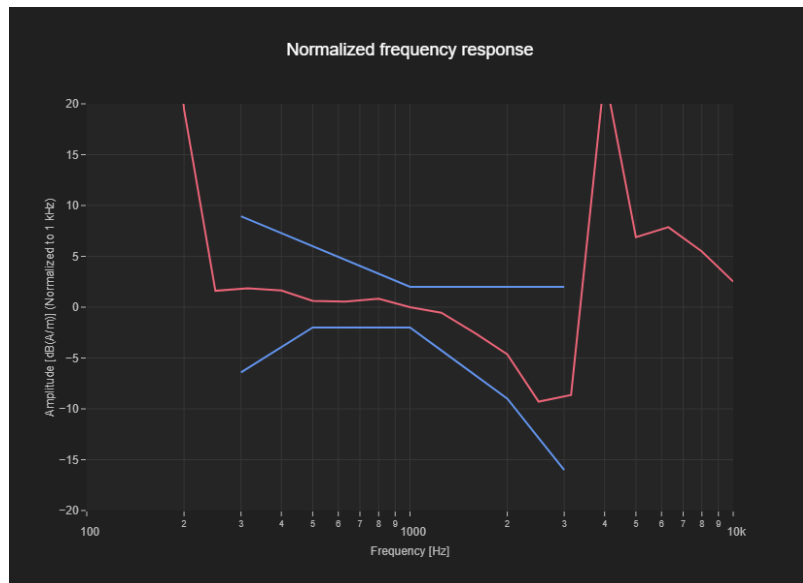 Normalized frequency response
Amplitude [dB(A/m)] (Normalized to 1 kHz)
20
15
10
5
0
−5
−10
−15
−20
100 2 3 4 5 6 7 8 9 1000 2 3 4 5 6 7 8 9 10k
Frequency [Hz]